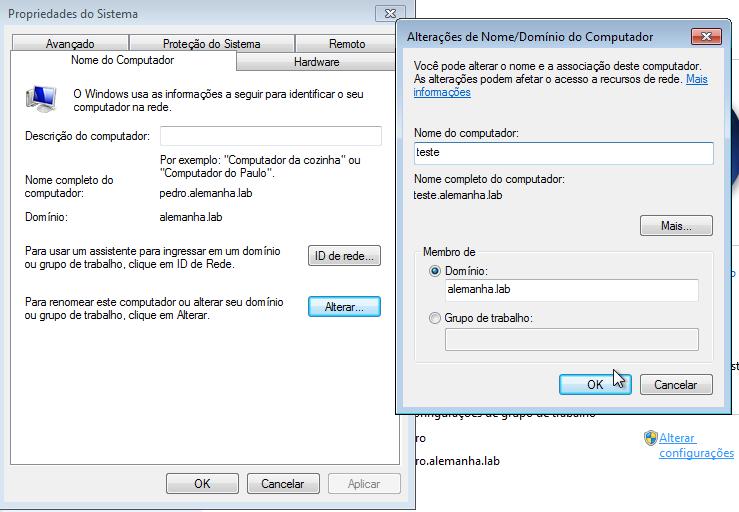 Propriedades do Sistema
Avançado
Proteção do Sistema
Remoto
Nome do Computador
Hardware
O Windows usa as informações a seguir para identificar o seu
computador na rede.
Descrição do computador:
Por exemplo: "Computador da cozinha" ou
"Computador do Paulo".
Nome completo do
computador:
pedro.alemanha.lab
Domínio:
alemanha.lab
Para usar um assistente para ingressar em um domínio
ou grupo de trabalho, clique em ID de Rede.
ID de rede...
Para renomear este computador ou alterar seu domínio
ou grupo de trabalho, clique em Alterar.
Alterar...
OK
Cancelar
Aplicar
Alterações de Nome/Domínio do Computador
Você pode alterar o nome e a associação deste computador.
As alterações podem afetar o acesso a recursos de rede. Mais
informações
Nome do computador:
teste
Nome completo do computador:
teste.alemanha.lab
Mais...
Membro de
Domínio:
alemanha.lab
Grupo de trabalho:
OK
Cancelar
onfigurações de grupo de trabalho
ro
dro.alemanha.lab
Alterar
configurações